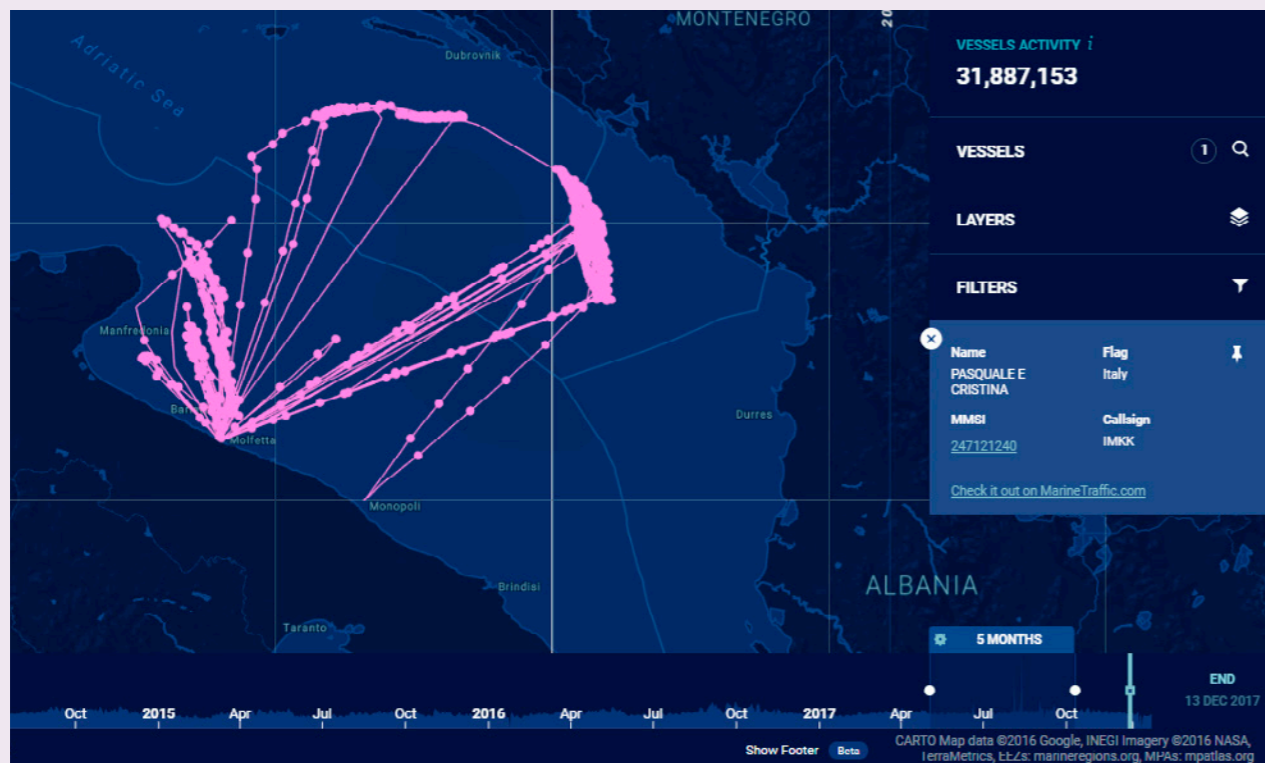 MONTENEGRO
20
Adriatic Sea
Dubrovnik
Manfredonia
Molfetta
Monopoli
Brindisi
Taranto
Durres
ALBANIA
VESSELS ACTIVITY i
31,887,153
VESSELS
1
LAYERS
FILTERS
Name
Flag
PASQUALE E
CRISTINA
Italy
MMSI
Callsign
247121240
IMKK
Check it out on MarineTraffic.com
5 MONTHS
END
13 DEC 2017
Oct 2015 Apr Jul Oct 2016 Apr Jul Oct 2017 Apr Jul Oct
Show Footer Beta
CARTO Map data ©2016 Google, INEGI Imagery ©2016 NASA,
TerraMetrics, EEZs: marineregions.org, MPAs: mpatlas.org